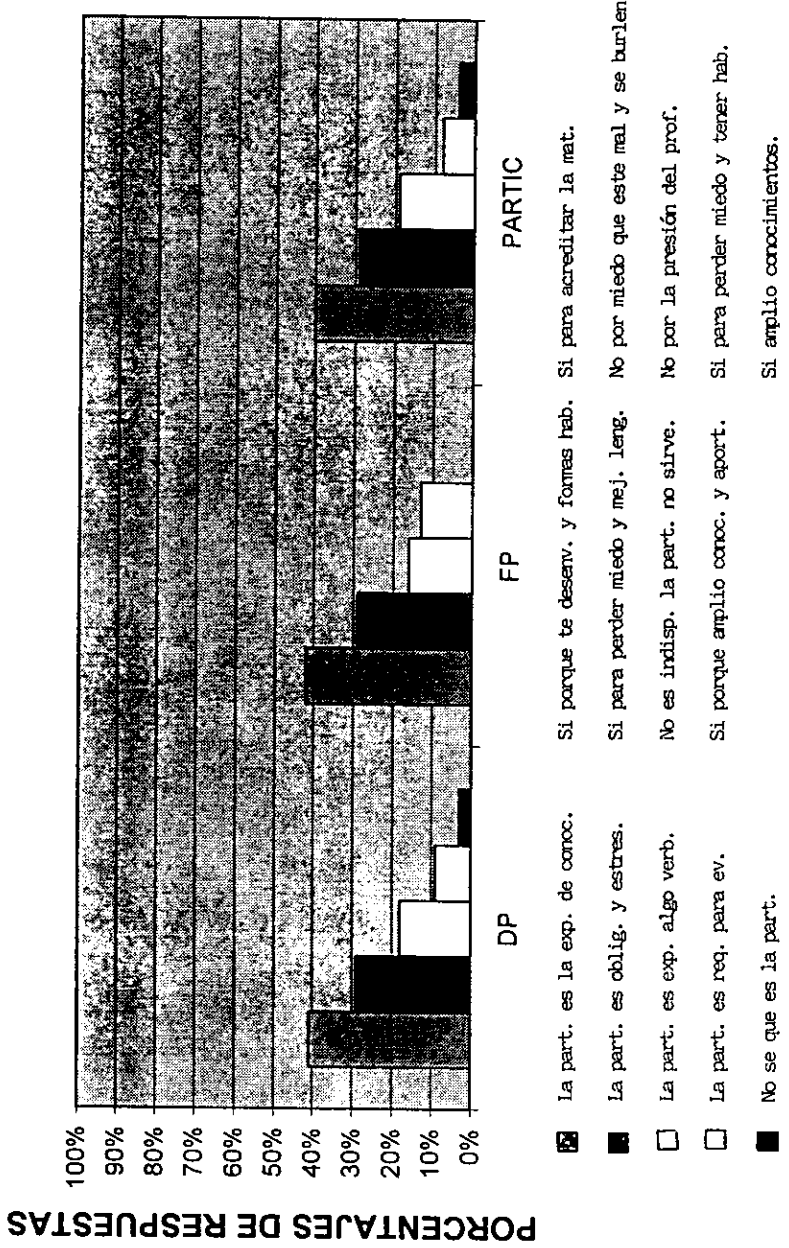 PORCENTAJES DE RESPUESTAS
100%
90%
80%
70%
60%
50%
40%
30%
20%
10%
0%
DP
FP
PARTIC
La part. es la exp. de conoc.
La part. es oblig. y estres.
La part. es exp. algo verb.
La part. es req. para ev.
No se que es la part.
Si porque te desenv. y formas hab.
Si para perder miedo y mej. leng.
No es indisp. la part. no sirve.
Si porque amplio conoc. y aport.
Si para acreditar la mat.
No por miedo que este mal y se burlen
No por la presión del prof.
Si para perder miedo y tener hab.
Si amplio conocimientos.